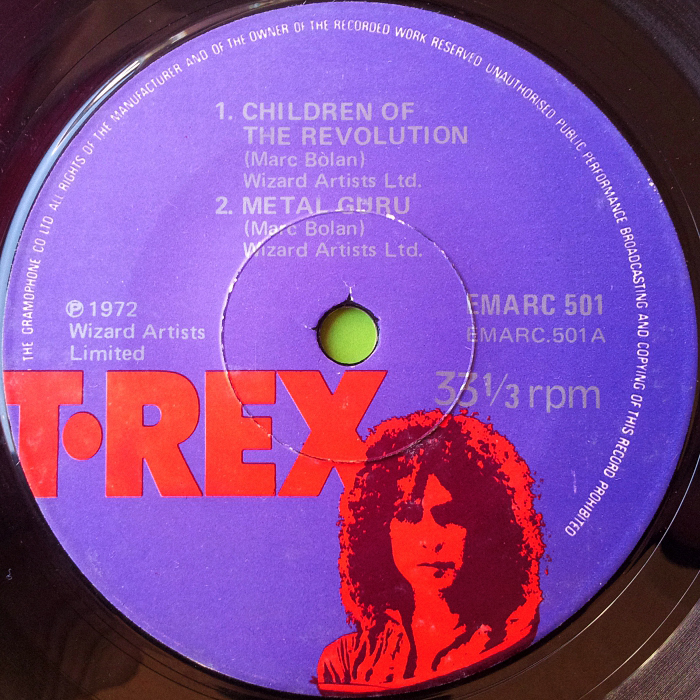 THE GRAMOPHONE CO LTD ALL RIGHTS OF THE MANUFACTURER AND OF THE OWNER OF THE RECORDED WORK RESERVED UNAUTHORISED PUBLIC PERFORMANCE BROADCASTING AND COPYING OF THIS RECORD PROHIBITED
1. CHILDREN OF
THE REVOLUTION
(Marc Bolan)
Wizard Artists Ltd.
2. METAL GURU
(Marc Bolan)
Wizard Artists Ltd.
℗ 1972
Wizard Artists
Limited
EMARC 501
EMARC.501A
33 1/3 rpm
T·REX